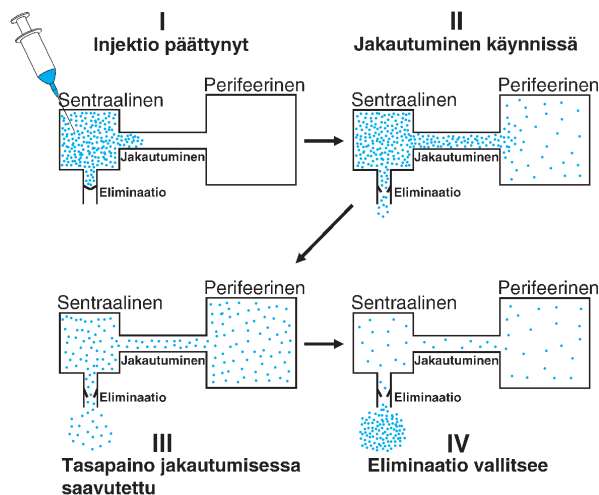 I
Injektio päättynyt
Sentraalinen
Perifeerinen
Jakautuminen
Eliminaatio
II
Jakautuminen käynnissä
Sentraalinen
Perifeerinen
Jakautuminen
Eliminaatio
Sentraalinen
Perifeerinen
Jakautuminen
Eliminaatio
III
Tasapaino jakautumisessa
saavutettu
Sentraalinen
Perifeerinen
Jakautuminen
Eliminaatio
IV
Eliminaatio vallitsee